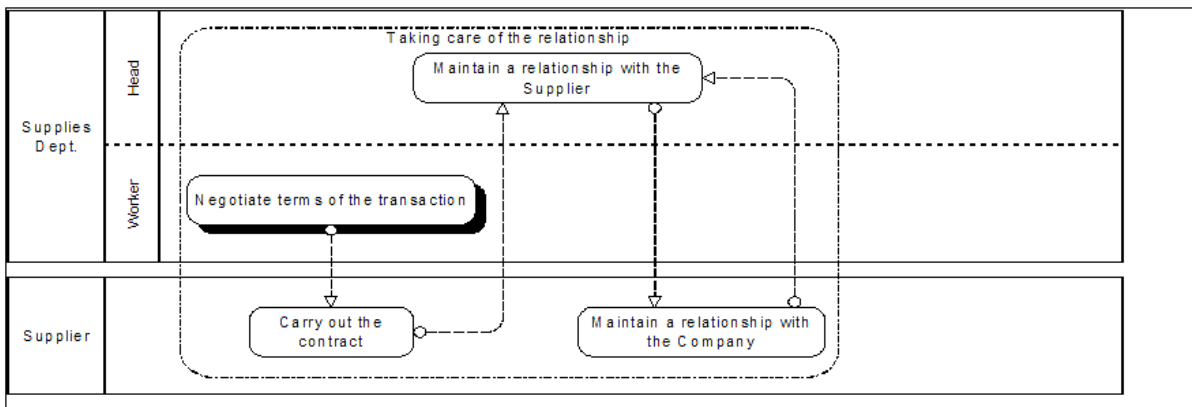 Taking care of the relationship
Head
Maintain a relationship with the
Supplier
Supplies
Dept.
Worker
Negotiate terms of the transaction
Supplier
Carry out the
contract
Maintain a relationship with
the Company